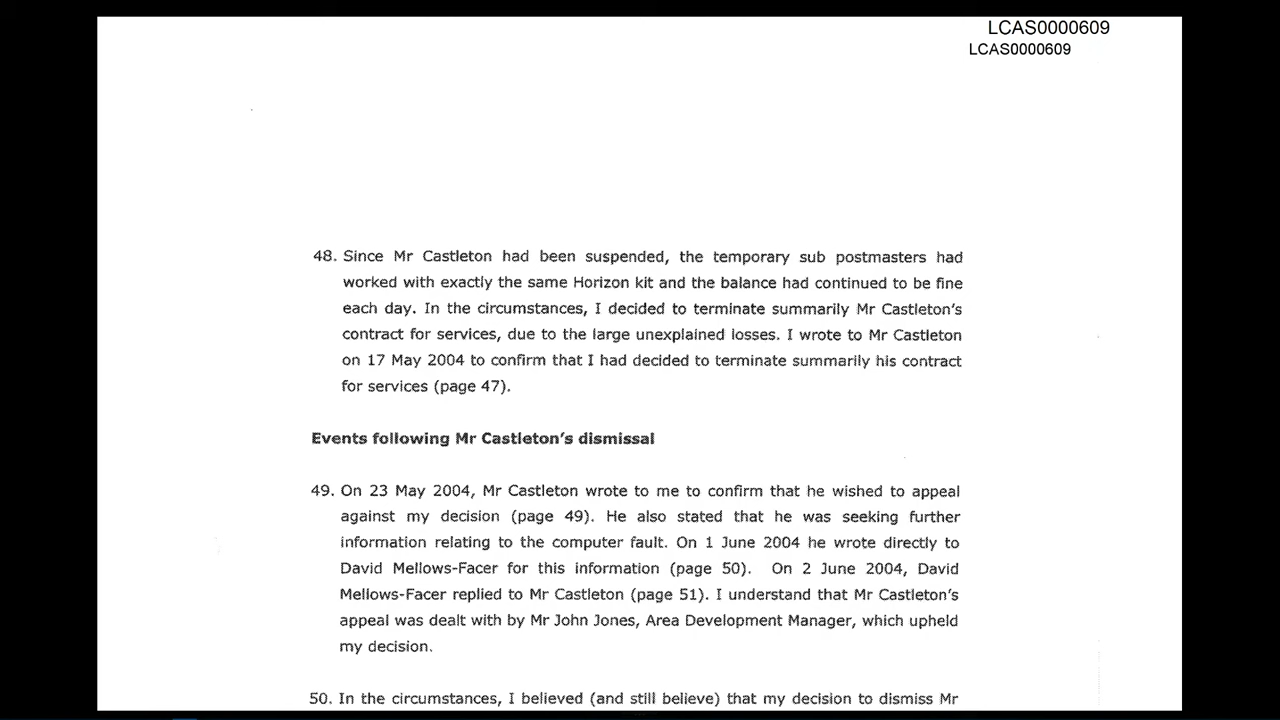 LCAS0000609
LCAS0000609
48. Since Mr Castleton had been suspended, the temporary sub postmasters had
worked with exactly the same Horizon kit and the balance had continued to be fine
each day. In the circumstances, I decided to terminate summarily Mr Castleton's
contract for services, due to the large unexplained losses. I wrote to Mr Castleton
on 17 May 2004 to confirm that I had decided to terminate summarily his contract
for services (page 47).
Events following Mr Castleton's dismissal
49. On 23 May 2004, Mr Castleton wrote to me to confirm that he wished to appeal
against my decision (page 49). He also stated that he was seeking further
information relating to the computer fault. On 1 June 2004 he wrote directly to
David Mellows-Facer for this information (page 50). On 2 June 2004, David
Mellows-Facer replied to Mr Castleton (page 51). I understand that Mr Castleton's
appeal was dealt with by Mr John Jones, Area Development Manager, which upheld
my decision.
50. In the circumstances, I believed (and still believe) that my decision to dismiss Mr